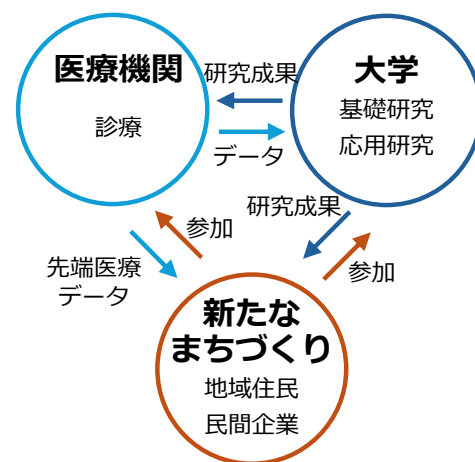 医療機関
診療
研究成果
データ
大学
基礎研究
応用研究
研究成果
参加
参加
先端医療
データ
新たな
まちづくり
地域住民
民間企業